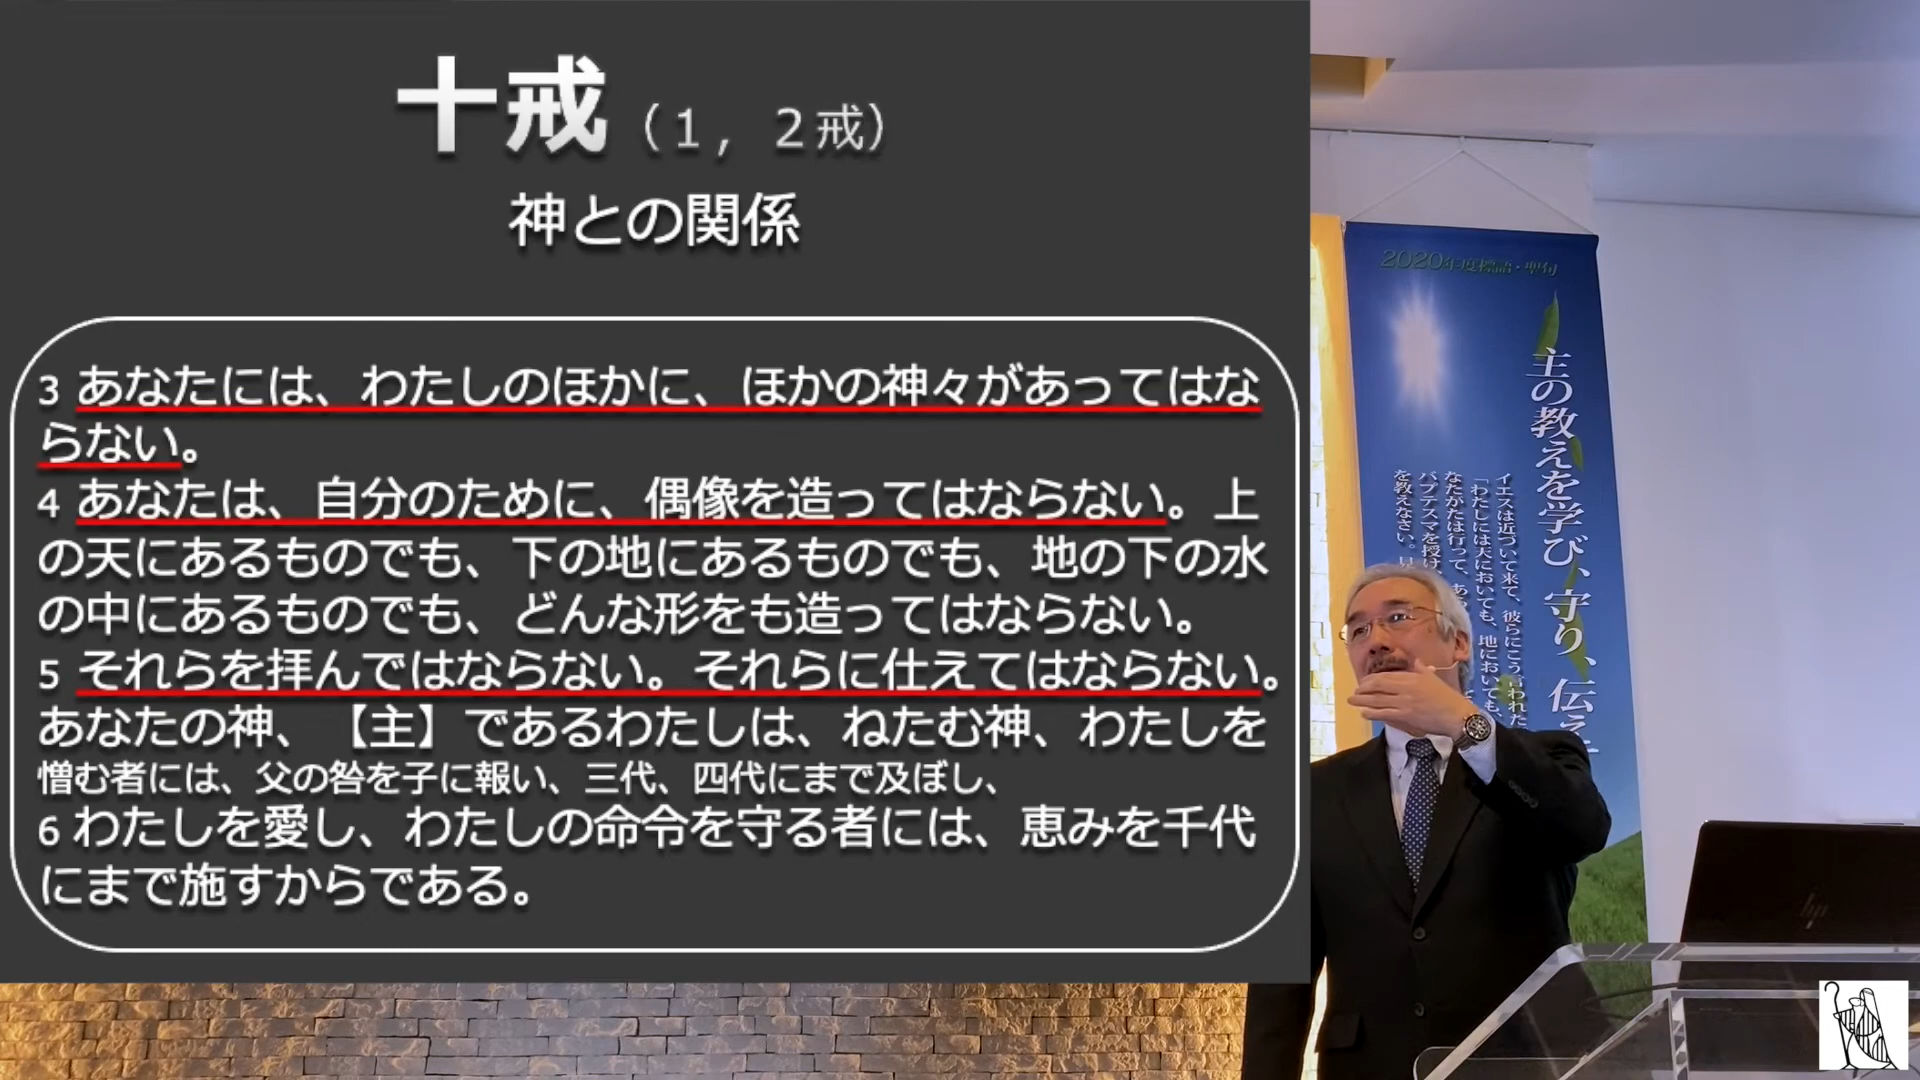 十戒（１，２戒）
神との関係
3 あなたには、わたしのほかに、ほかの神々があってはな
らない。
4 あなたは、自分のために、偶像を造ってはならない。上
の天にあるものでも、下の地にあるものでも、地の下の水
の中にあるものでも、どんな形をも造ってはならない。
5 それらを拝んではならない。それらに仕えてはならない。
あなたの神、【主】であるわたしは、ねたむ神、わたしを
憎む者には、父の咎を子に報い、三代、四代にまで及ぼし、
6 わたしを愛し、わたしの命令を守る者には、恵みを千代
にまで施すからである。
2020年度標語・聖句
主の教えを学び、守り、伝え
イエスは近づいて来て、彼らにこう言われた
「わたしには天においても、地においても、
なたがたは行って、あ
バプテスマを授け、
を教えなさい。見
hp